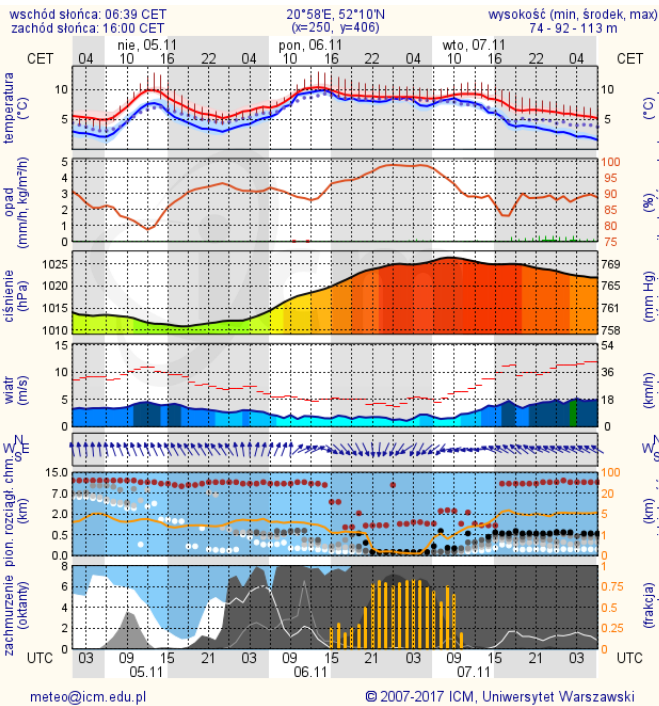 wschód słońca: 06:39 CET
zachód słońca: 16:00 CET
20°58'E, 52°10'N
(x=250, y=406)
wysokość (min, środek, max)
74 - 92 - 113 m
nie, 05.11 pon, 06.11 wto, 07.11
CET 04 10 16 22 04 10 16 22 04 10 16 22 04 CET
temperatura
(°C)
10
5
10
5
opad
(mm/h, kg/m²/h)
5
4
3
2
1
0
100
95
90
85
80
75
(%)
ciśnienie
(hPa)
1025
1020
1015
1010
769
765
761
758
(mm Hg)
wiatr
(m/s)
15
10
5
0
54
36
18
0
(km/h)
N
W E
S
N
W E
S
pion. rozciągł. chm.
(km)
15.0
7.0
2.0
0.5
0.0
100
20
5
1
0
(km)
zachmurzenie
(oktanty)
8
6
4
2
0
1
0.75
0.5
0.25
0
(frakcja)
UTC 03 09 15 21 03 09 15 21 03 09 15 21 03 UTC
05.11 06.11 07.11
meteo@icm.edu.pl
© 2007-2017 ICM, Uniwersytet Warszawski